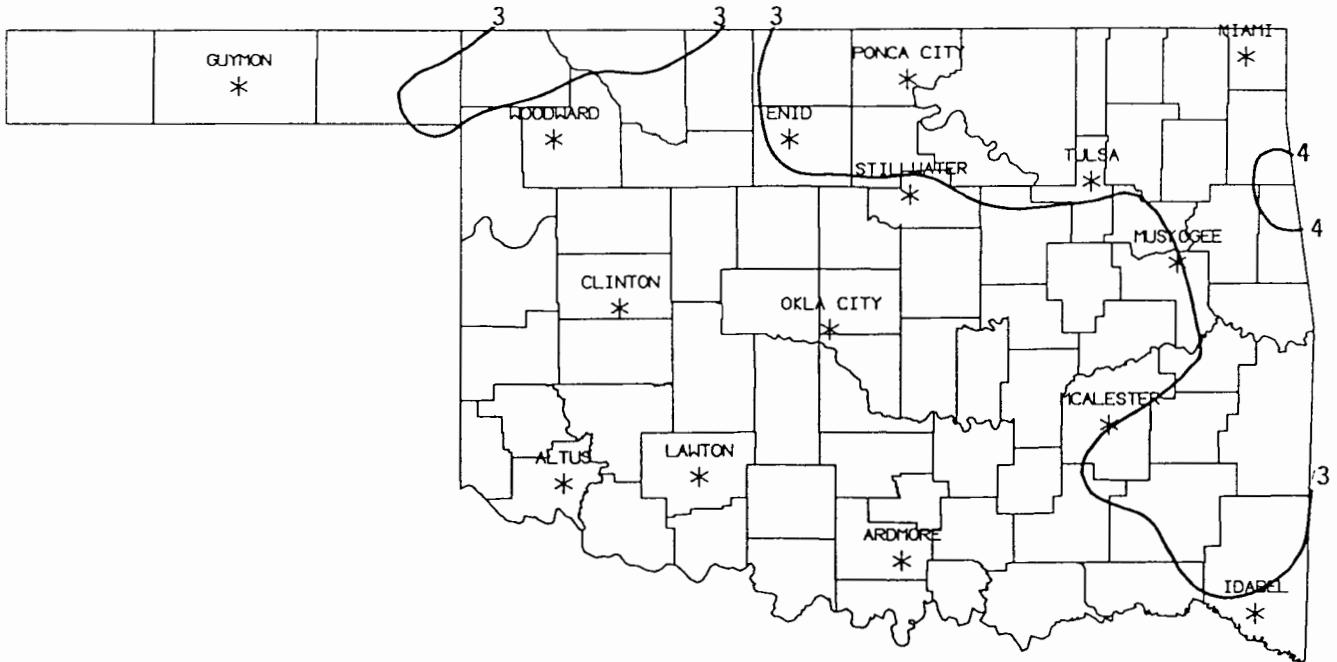 3 3 3
MIAMI
GUYMON
PONCA CITY
WOODWARD
ENID
4
TULSA
STILLWATER
4
MUSKOGEE
CLINTON
OKLA CITY
MCALESTER
ALTUS
LAWTON
3
ARDMORE
IDABEL